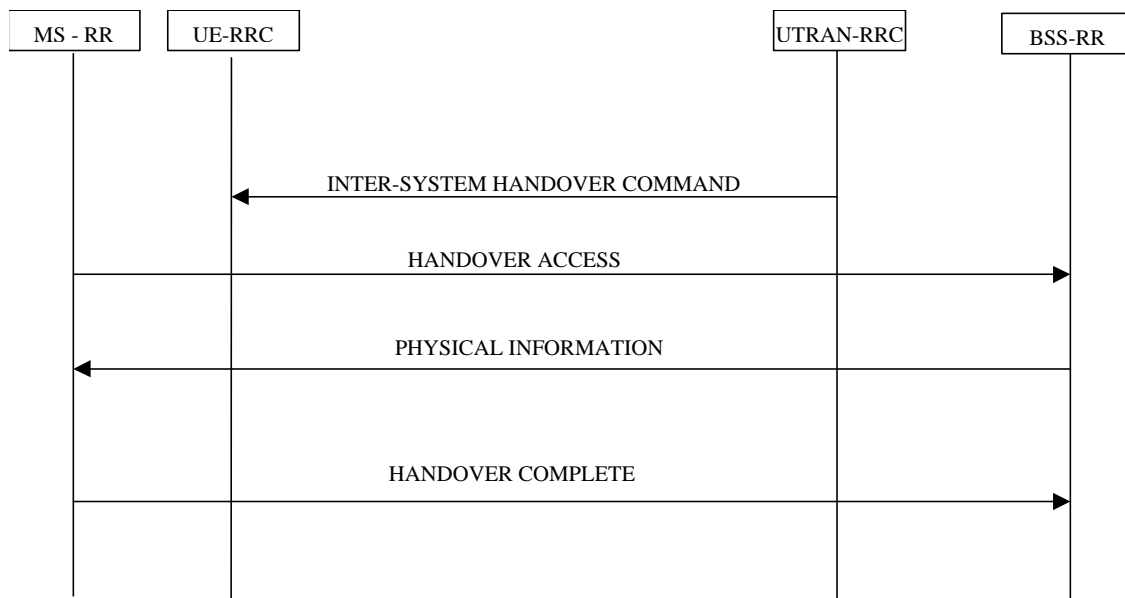 MS - RR
UE-RRC
UTRAN-RRC
BSS-RR
INTER-SYSTEM HANDOVER COMMAND
HANDOVER ACCESS
PHYSICAL INFORMATION
HANDOVER COMPLETE